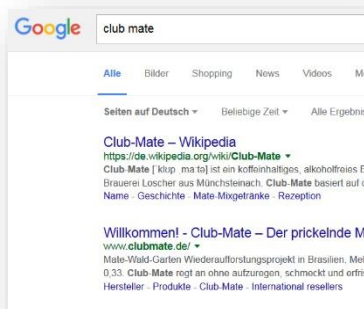 Google club mate
Alle Bilder Shopping News Videos
Seiten auf Deutsch Beliebige Zeit Alle
Club-Mate – Wikipedia
https://de.wikipedia.org/wiki/Club-Mate
Club-Mate ist ein koffeinhaltiges, alkoholfreies
Brauerei Loscher aus Münchsteinach. Club-Mate basiert auf
Name - Geschichte - Mate-Mixgetränke - Rezeption
Willkommen! - Club-Mate – Der prickelnde
www.clubmate.de/
Mate-Wald-Garten Wiederaufforstungsprojekt in Brasilien.
0,33. Club-Mate regt an ohne aufzuregen, schmeckt und
Hersteller - Produkte - Club-Mate - International resellers